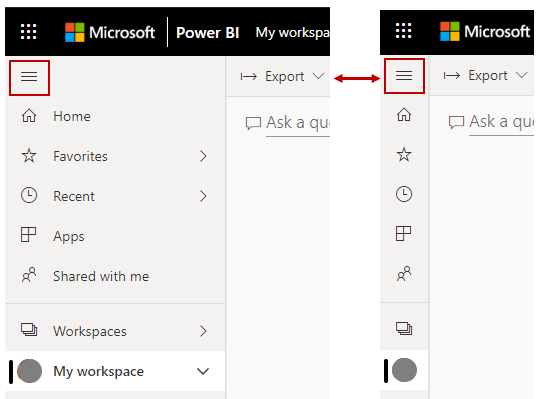 Microsoft Power BI My workspa
Export
Ask a qu
Home
Favorites
Recent
Apps
Shared with me
Workspaces
My workspace
Microsoft
Export
Ask a qu